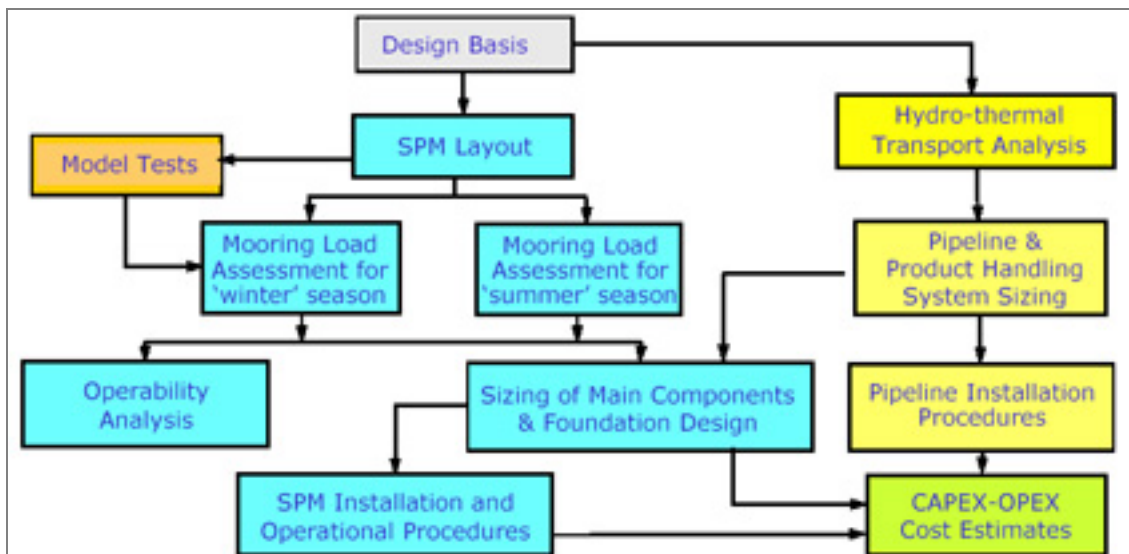 Design Basis
Hydro-thermal
Transport Analysis
SPM Layout
Model Tests
Mooring Load
Assessment for
‘winter’ season
Mooring Load
Assessment for
‘summer’ season
Pipeline &
Product Handling
System Sizing
Operability
Analysis
Sizing of Main Components
& Foundation Design
Pipeline Installation
Procedures
SPM Installation and
Operational Procedures
CAPEX-OPEX
Cost Estimates